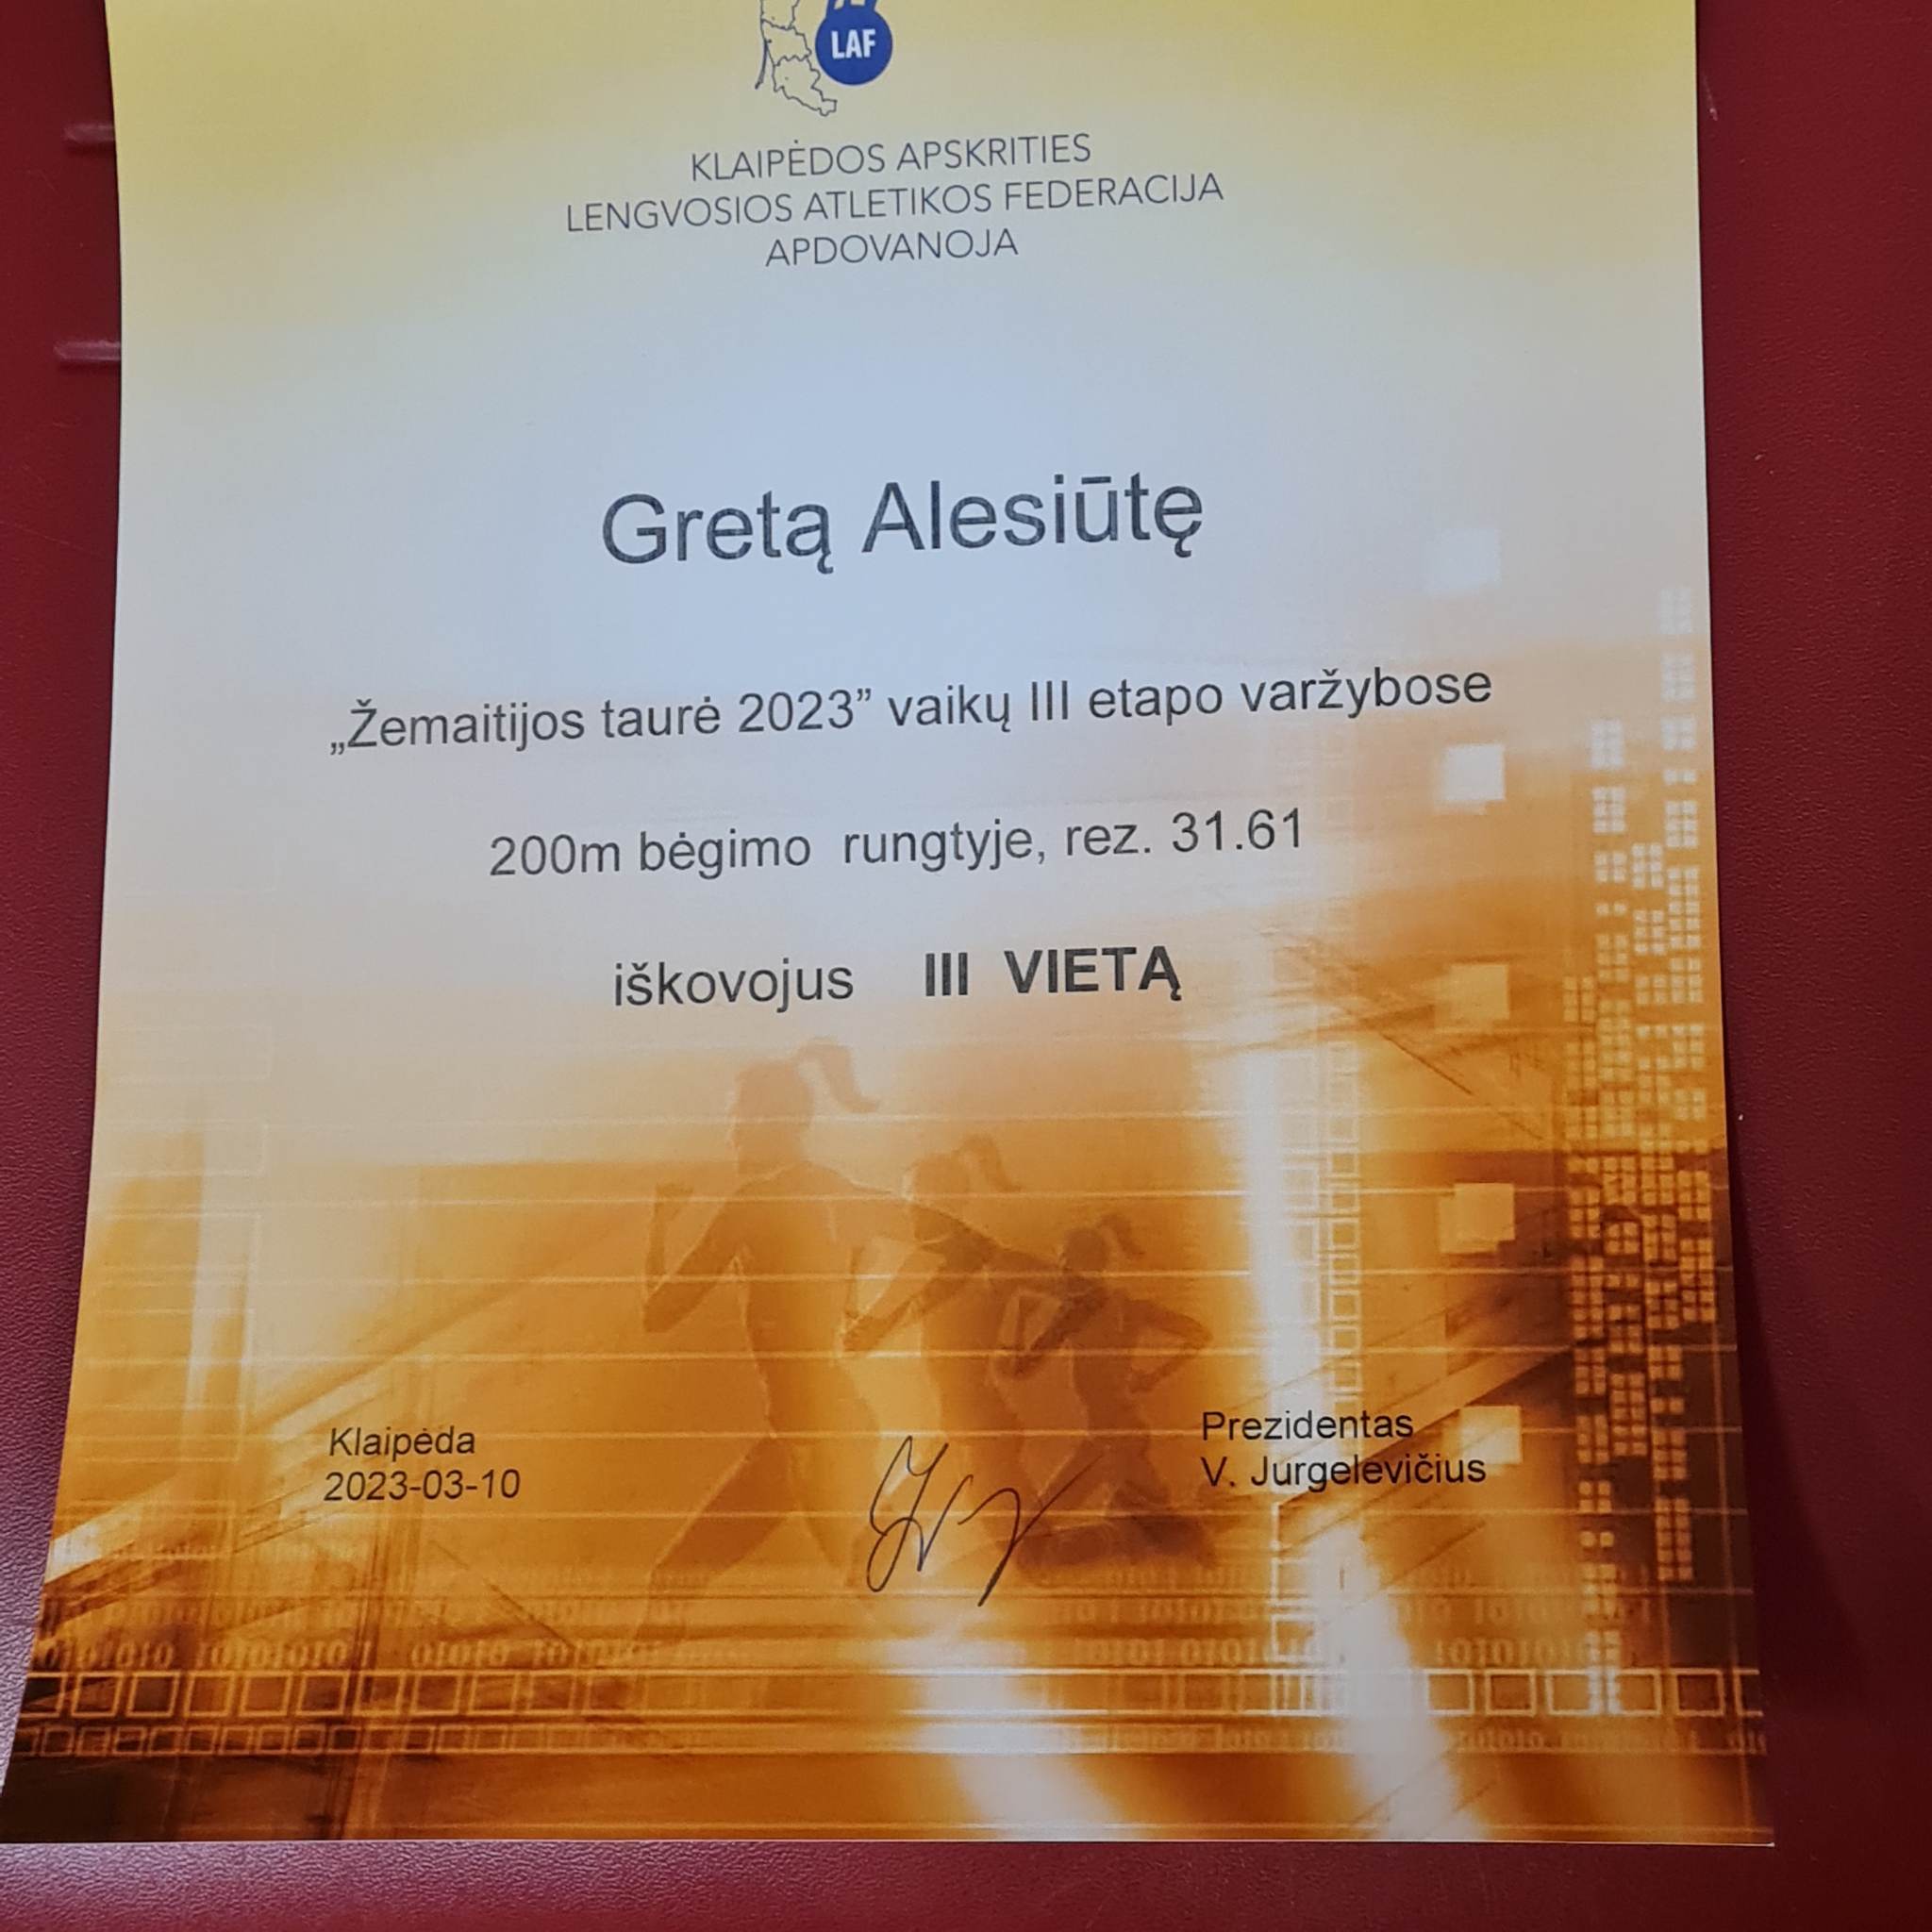 LAF
KLAIPĖDOS APSKRITIES
LENGVOSIOS ATLETIKOS FEDERACIJA
APDOVANOJA
Gretą Alesiūtę
„Žemaitijos taurė 2023” vaikų III etapo varžybose
200m bėgimo rungtyje, rez. 31.61
iškovojus III VIETĄ
Klaipėda
2023-03-10
Prezidentas
V. Jurgelevičius